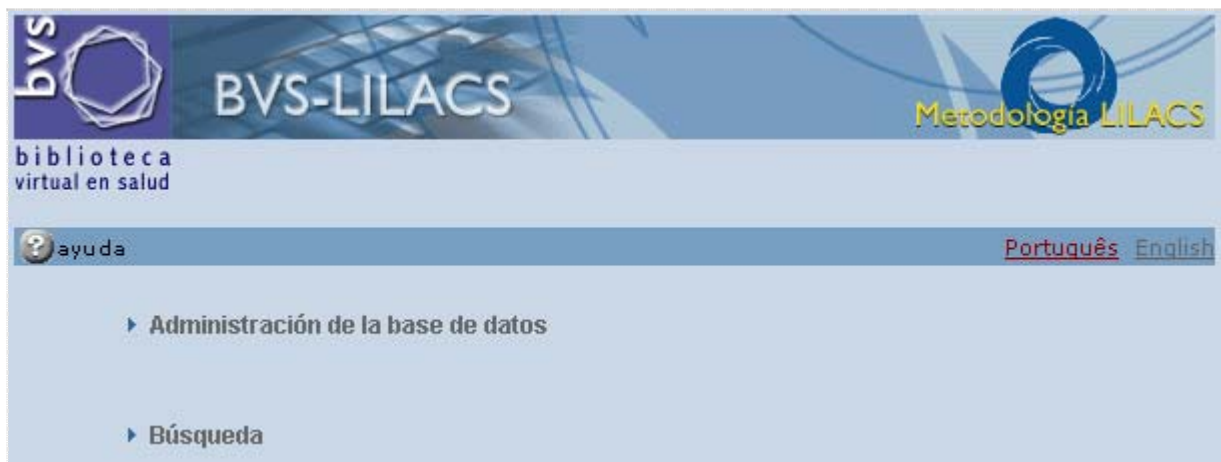 bvs
BVS-LILACS
Metodología LILACS
biblioteca
virtual en salud
? ayuda
Português English
Administración de la base de datos
Búsqueda